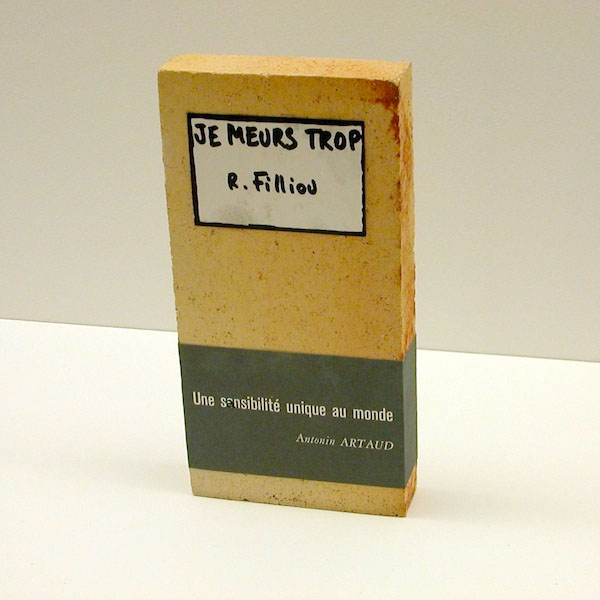 JE MEURS TROP
R. Filliou
Une sensibilité unique au monde
Antonin ARTAUD